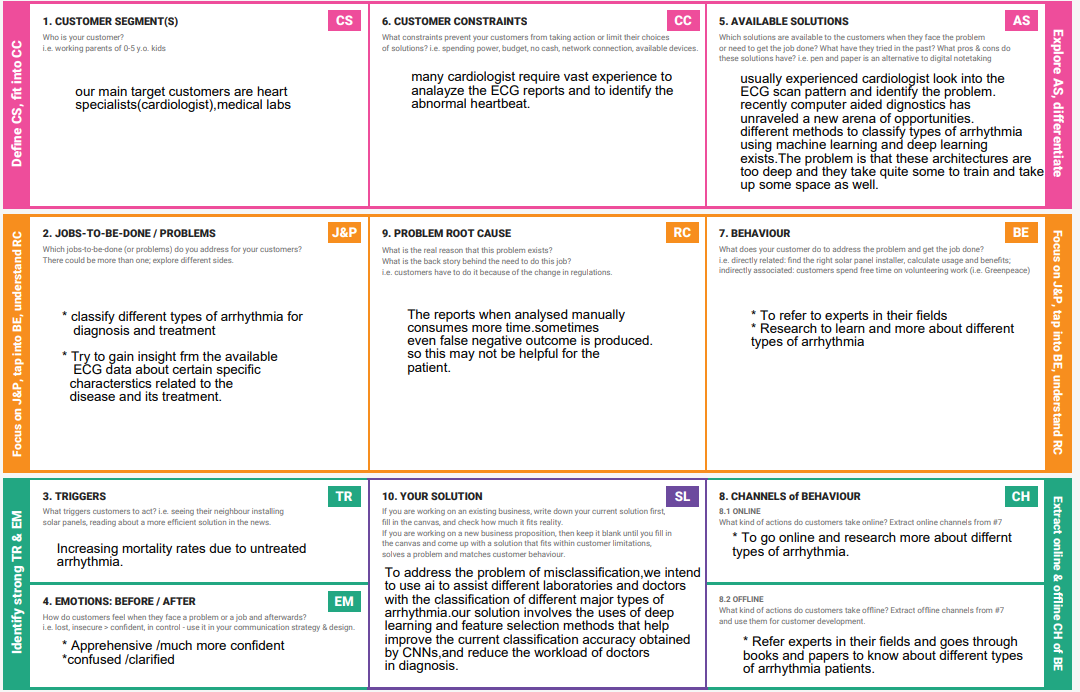 Define CS, fit into CC
1. CUSTOMER SEGMENT(S)
CS
Who is your customer?
i.e. working parents of 0-5 y.o. kids
our main target customers are heart
specialists(cardiologist),medical labs
6. CUSTOMER CONSTRAINTS
CC
What constraints prevent your customers from taking action or limit their choices
of solutions? i.e. spending power, budget, no cash, network connection, available devices.
many cardiologist require vast experience to
analayze the ECG reports and to identify the
abnormal heartbeat.
5. AVAILABLE SOLUTIONS
AS
Which solutions are available to the customers when they face the problem
or need to get the job done? What have they tried in the past? What pros & cons do
these solutions have? i.e. pen and paper is an alternative to digital notetaking
usually experienced cardiologist look into the
ECG scan pattern and identify the problem.
recently computer aided dignostics has
unraveled a new arena of opportunities.
different methods to classify types of arrhythmia
using machine learning and deep learning
exists.The problem is that these architectures are
too deep and they take quite some to train and take
up some space as well.
Explore AS, differentiate
Focus on J&P, tap into BE, understand RC
2. JOBS-TO-BE-DONE / PROBLEMS
J&P
Which jobs-to-be-done (or problems) do you address for your customers?
There could be more than one; explore different sides.
* classify different types of arrhythmia for
diagnosis and treatment
* Try to gain insight frm the available
ECG data about certain specific
characterstics related to the
disease and its treatment.
9. PROBLEM ROOT CAUSE
RC
What is the real reason that this problem exists?
What is the back story behind the need to do this job?
i.e. customers have to do it because of the change in regulations.
The reports when analysed manually
consumes more time.sometimes
even false negative outcome is produced.
so this may not be helpful for the
patient.
7. BEHAVIOUR
BE
What does your customer do to address the problem and get the job done?
i.e. directly related: find the right solar panel installer, calculate usage and benefits;
indirectly associated: customers spend free time on volunteering work (i.e. Greenpeace)
* To refer to experts in their fields
* Research to learn and more about different
types of arrhythmia
Focus on J&P, tap into BE, understand RC
Identify strong TR & EM
3. TRIGGERS
TR
What triggers customers to act? i.e. seeing their neighbour installing
solar panels, reading about a more efficient solution in the news.
Increasing mortality rates due to untreated
arrhythmia.
4. EMOTIONS: BEFORE / AFTER
EM
How do customers feel when they face a problem or a job and afterwards?
i.e. lost, insecure > confident, in control - use it in your communication strategy & design.
* Apprehensive /much more confident
*confused /clarified
10. YOUR SOLUTION
SL
If you are working on an existing business, write down your current solution first,
fill in the canvas, and check how much it fits reality.
If you are working on a new business proposition, then keep it blank until you fill in
the canvas and come up with a solution that fits within customer limitations,
solves a problem and matches customer behaviour.
To address the problem of misclassification,we intend
to use ai to assist different laboratories and doctors
with the classification of different major types of
arrhythmia.our solution involves the uses of deep
learning and feature selection methods that help
improve the current classification accuracy obtained
by CNNs,and reduce the workload of doctors
in diagnosis.
8. CHANNELS of BEHAVIOUR
CH
8.1 ONLINE
What kind of actions do customers take online? Extract online channels from #7
* To go online and research more about differnt
types of arrhythmia.
8.2 OFFLINE
What kind of actions do customers take offline? Extract offline channels from #7
and use them for customer development.
* Refer experts in their fields and goes through
books and papers to know about different types
of arrhythmia patients.
Extract online & offline CH of BE